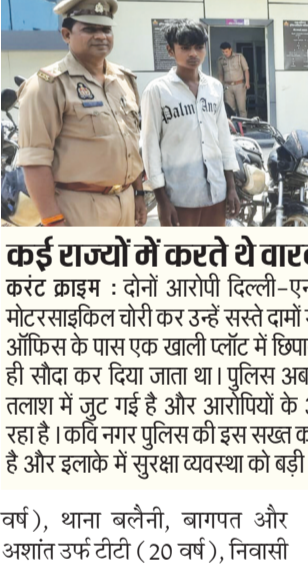 Palm Ang
कई राज्यों में करते थे वार
करंट क्राइम : दोनों आरोपी दिल्ली-एन
मोटरसाइकिल चोरी कर उन्हें सस्ते दामों
ऑफिस के पास एक खाली प्लॉट में छिपा
ही सौदा कर दिया जाता था। पुलिस अब
तलाश में जुट गई है और आरोपियों के
रहा है। कवि नगर पुलिस की इस सख्त क
है और इलाके में सुरक्षा व्यवस्था को बड़ी
वर्ष), थाना बलैनी, बागपत और
अशांत उर्फ टीटी (20 वर्ष), निवासी